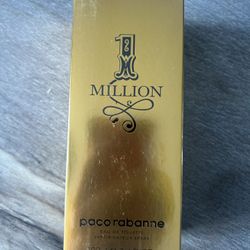 1
MILLION
paco rabanne
EAU DE TOILETTE